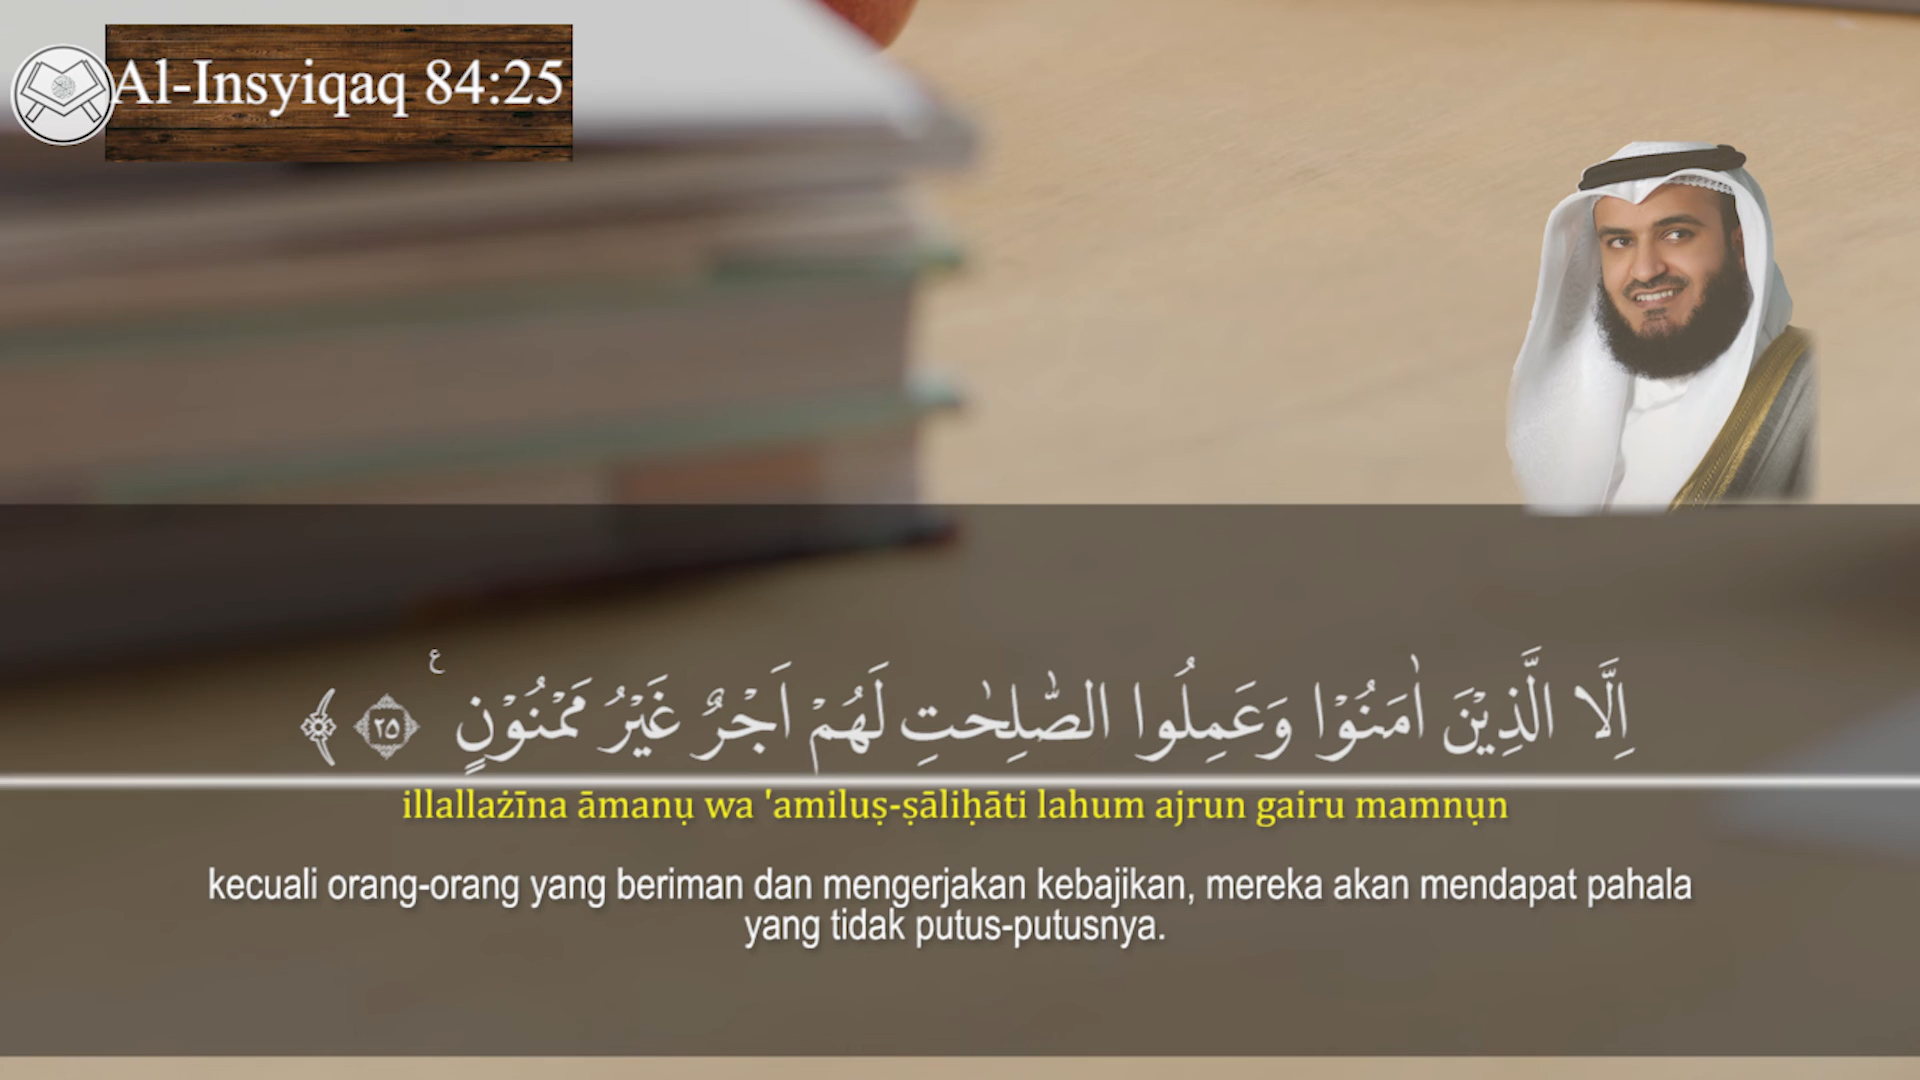 Al-Insyiqaq 84:25
اِلَّا الَّذِيْنَ اٰمَنُوْا وَعَمِلُوا الصّٰلِحٰتِ لَهُمْ اَجْرٌ غَيْرُ مَمْنُوْنٍ ࣖ ٢٥
illallażīna āmanụ wa 'amiluṣ-ṣāliḥāti lahum ajrun gairu mamnụn
kecuali orang-orang yang beriman dan mengerjakan kebajikan, mereka akan mendapat pahala
yang tidak putus-putusnya.